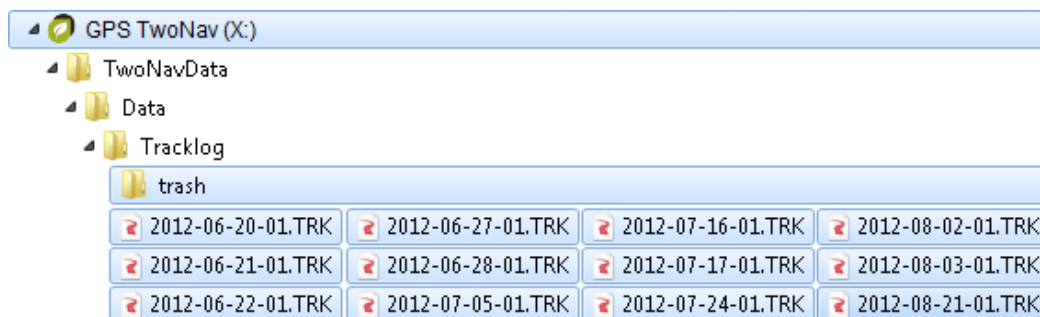 GPS TwoNav (X:)
TwoNavData
Data
Tracklog
trash
2012-06-20-01.TRK 2012-06-27-01.TRK 2012-07-16-01.TRK 2012-08-02-01.TRK
2012-06-21-01.TRK 2012-06-28-01.TRK 2012-07-17-01.TRK 2012-08-03-01.TRK
2012-06-22-01.TRK 2012-07-05-01.TRK 2012-07-24-01.TRK 2012-08-21-01.TRK